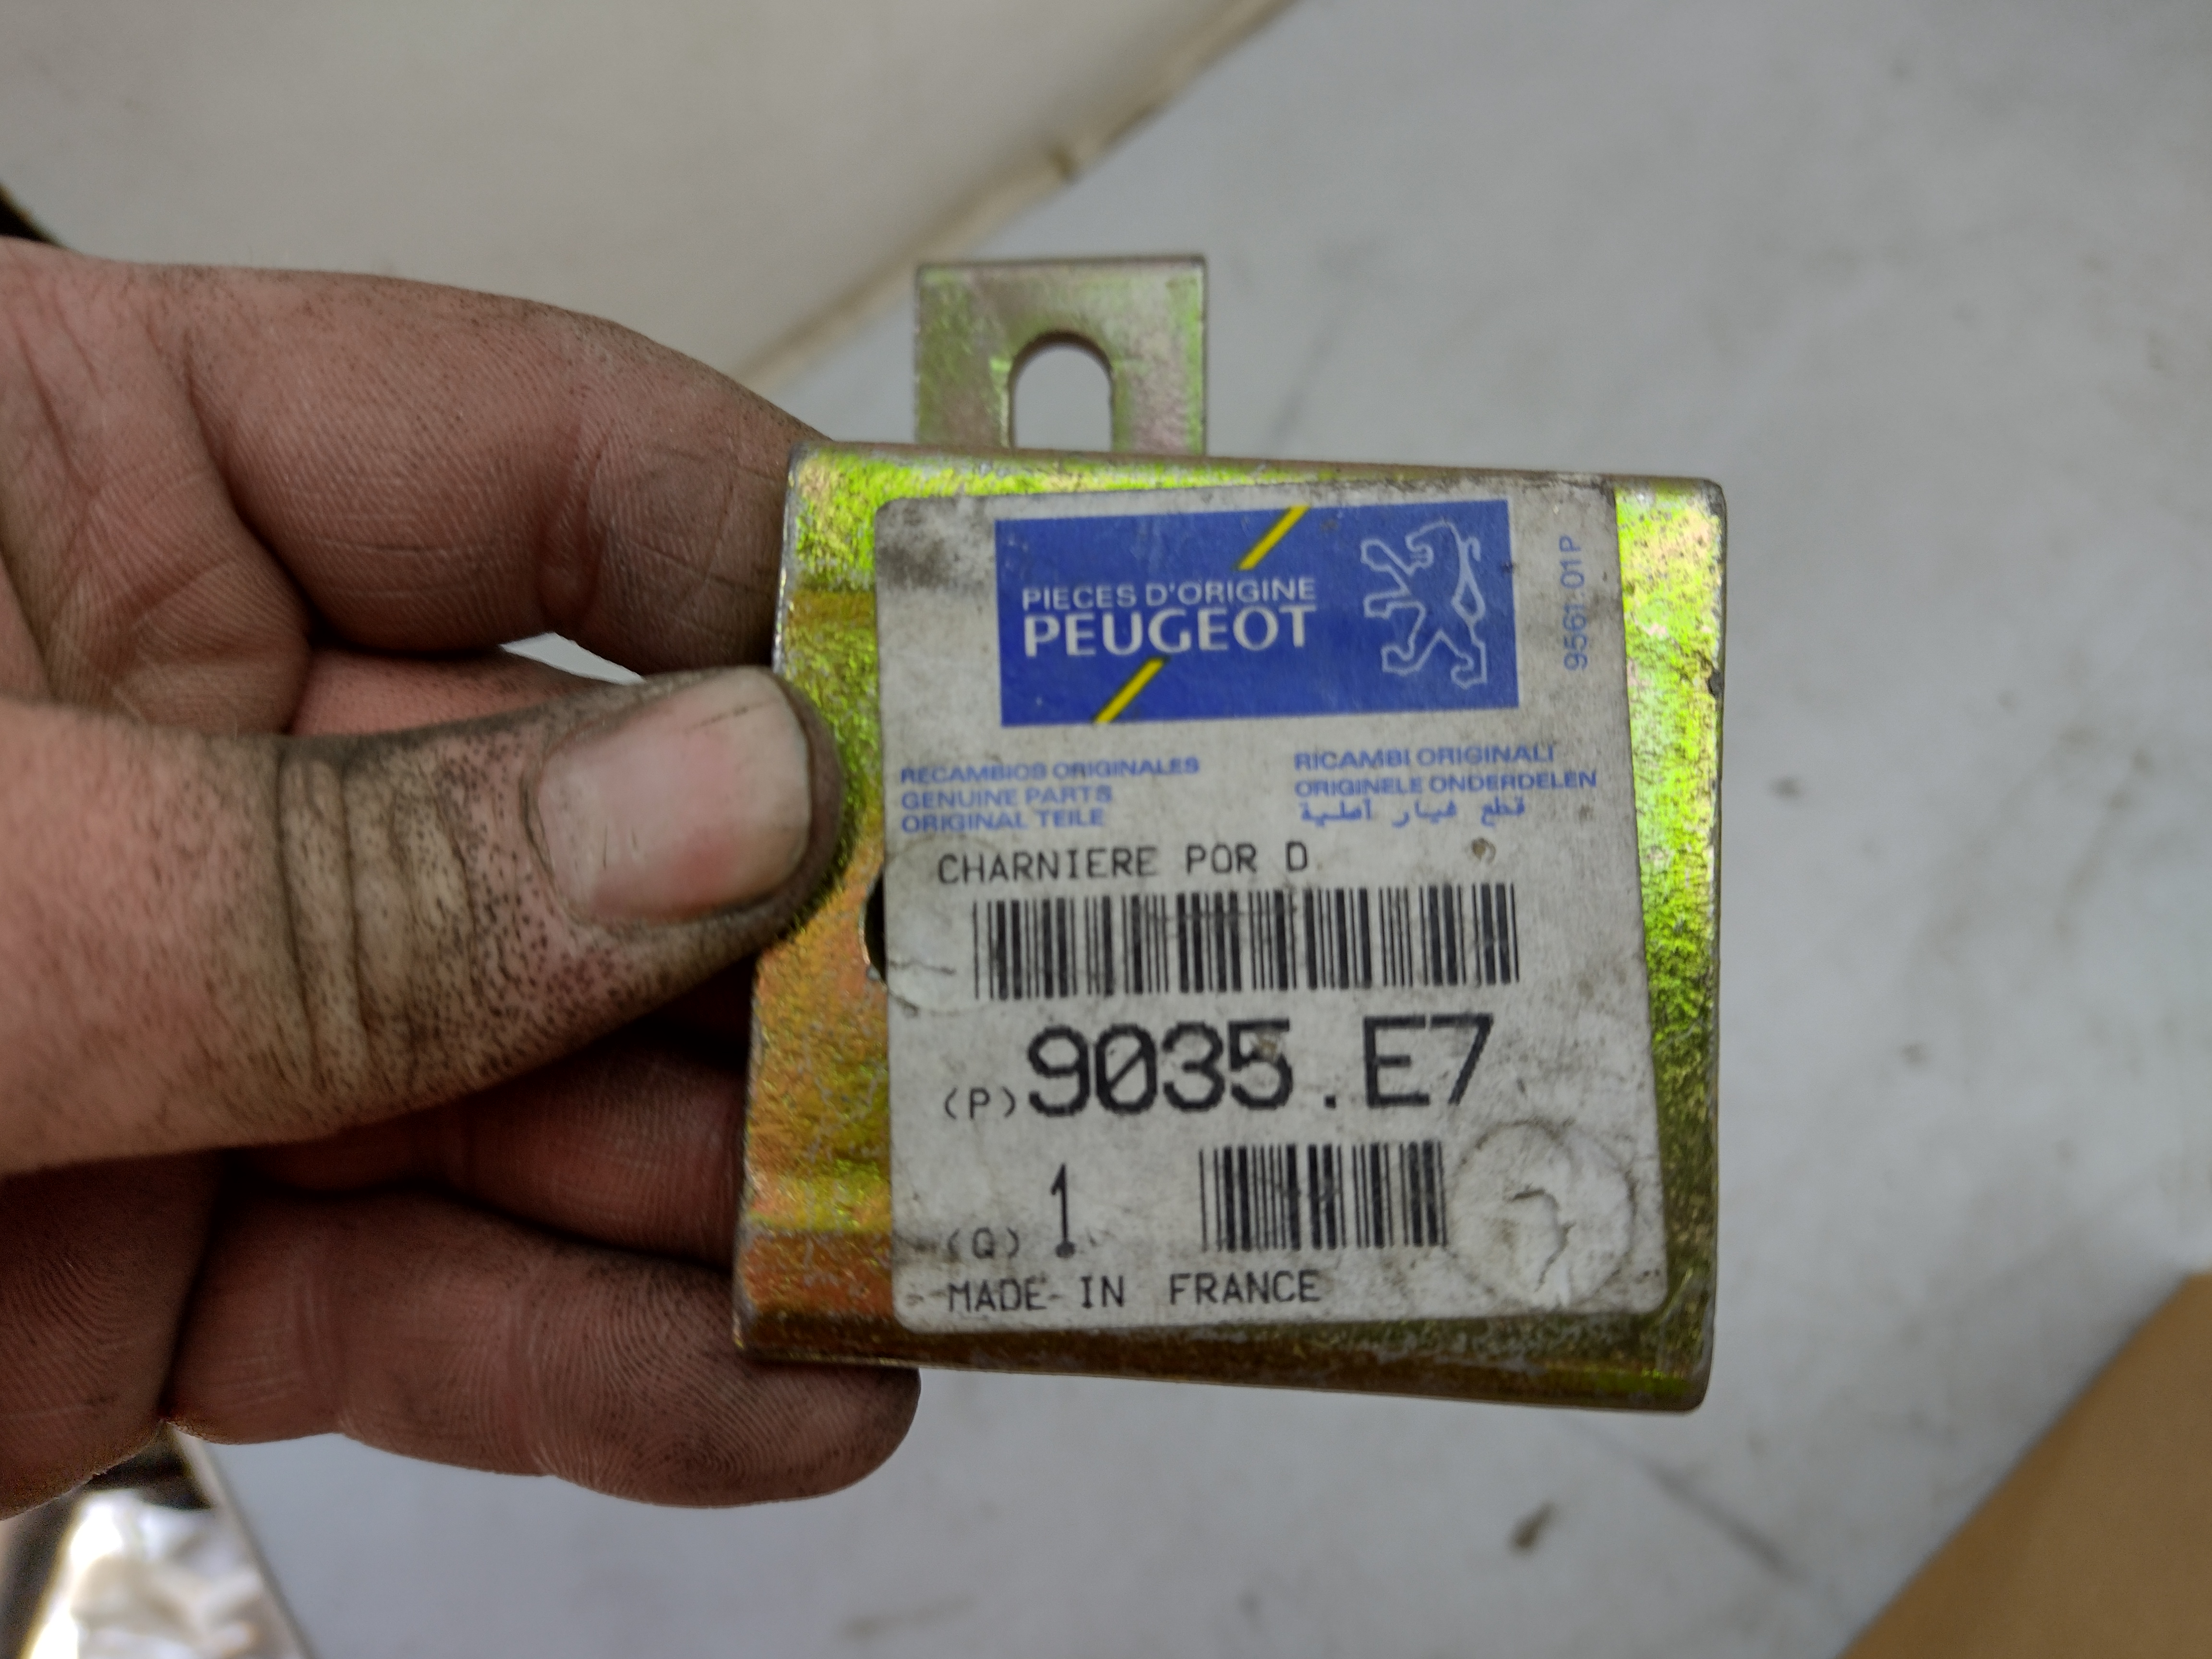 PIECES D'ORIGINE
PEUGEOT
9561.01P
RECAMBIOS ORIGINALES
GENUINE PARTS
ORIGINAL TEILE
RICAMBI ORIGINALI
ORIGINELE ONDERDELEN
قطع غيار أصلية
CHARNIERE POR D
(P) 9035.E7
(Q) 1
MADE IN FRANCE